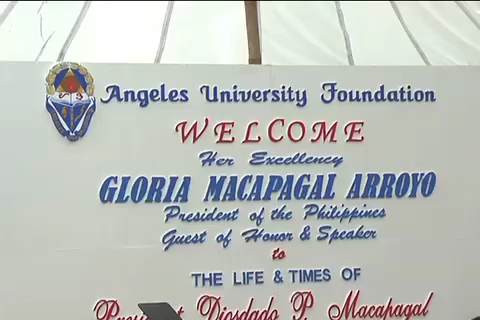 Angeles University Foundation
WELCOME
Her Excellency
GLORIA MACAPAGAL ARROYO
President of the Philippines
Guest of Honor & Speaker
to
THE LIFE & TIMES OF
President Diosdado P. Macapagal